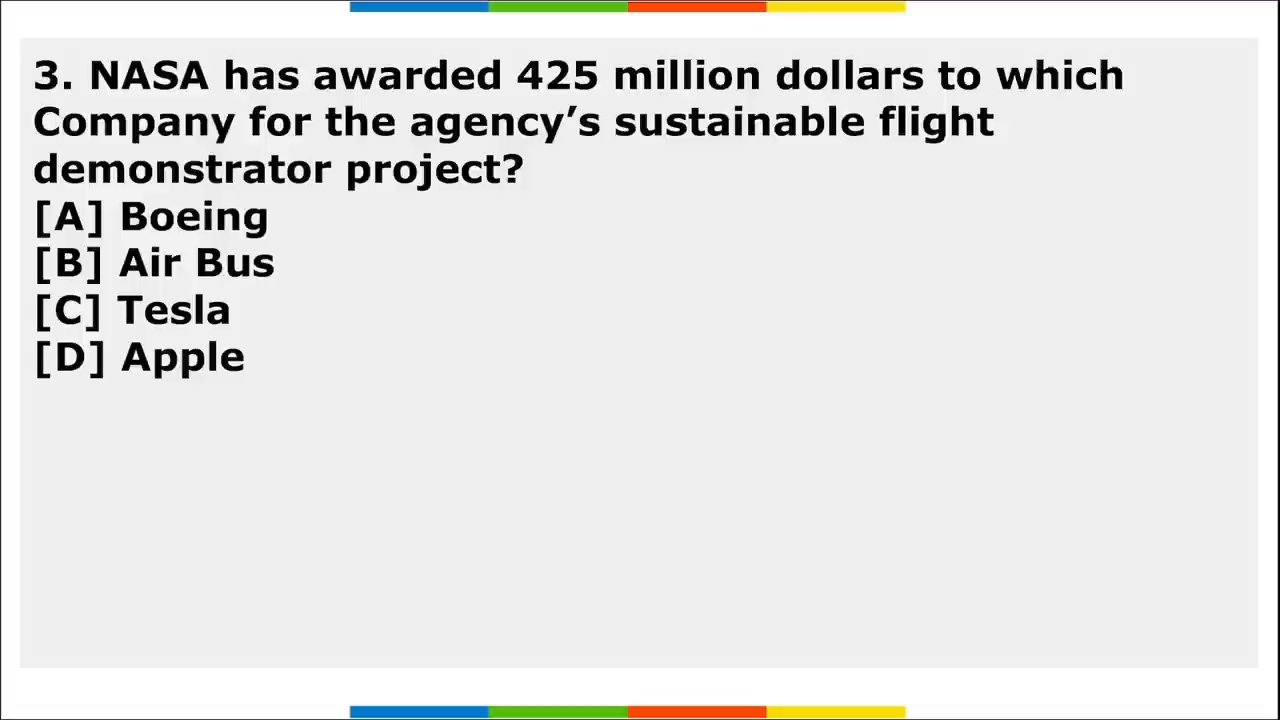 3. NASA has awarded 425 million dollars to which
Company for the agency’s sustainable flight
demonstrator project?
[A] Boeing
[B] Air Bus
[C] Tesla
[D] Apple